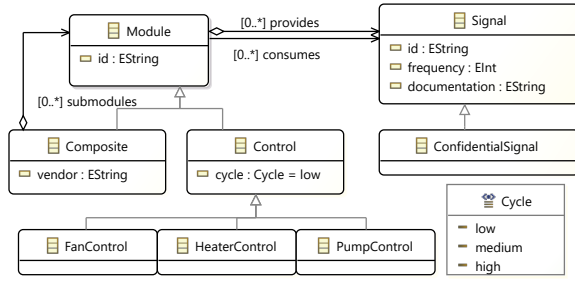 Module
id : EString
[0..*] provides
[0..*] consumes
Signal
id : EString
frequency : EInt
documentation : EString
[0..*] submodules
Composite
vendor : EString
Control
cycle : Cycle = low
ConfidentialSignal
Cycle
low
medium
high
FanControl
HeaterControl
PumpControl